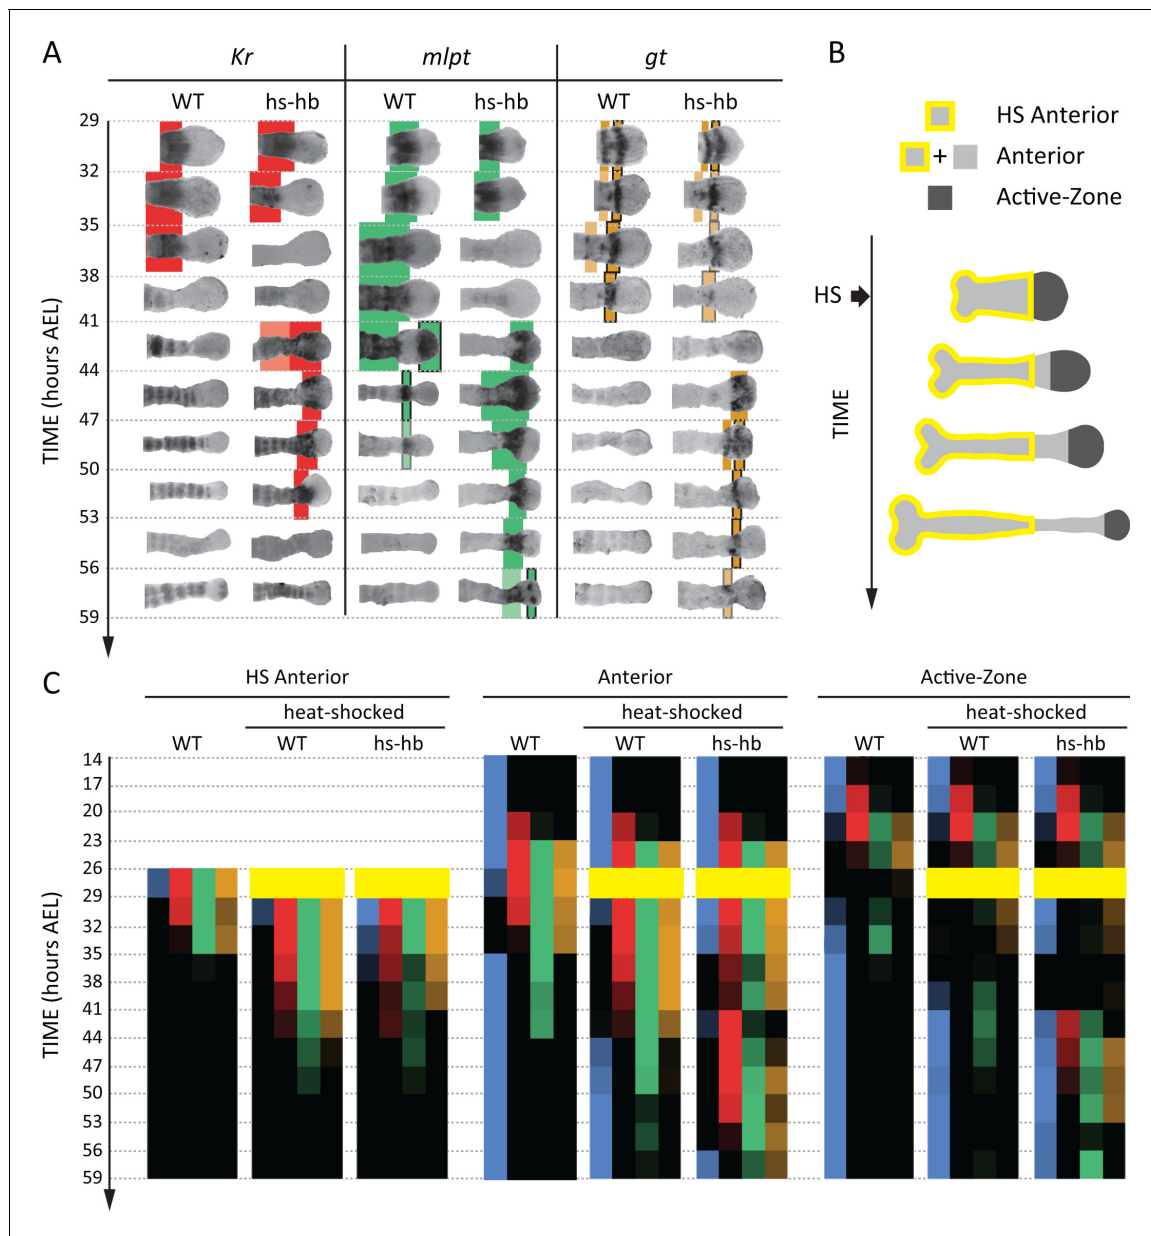 A
Kr mlpt gt
WT hs-hb WT hs-hb WT hs-hb
29
32
35
38
41
44
47
50
53
56
59
TIME (hours AEL)
B
HS Anterior
+ Anterior
Active-Zone
HS
TIME
C
HS Anterior Anterior Active-Zone
heat-shocked heat-shocked heat-shocked
WT WT hs-hb WT WT hs-hb WT WT hs-hb
14
17
20
23
26
29
32
35
38
41
44
47
50
53
56
59
TIME (hours AEL)